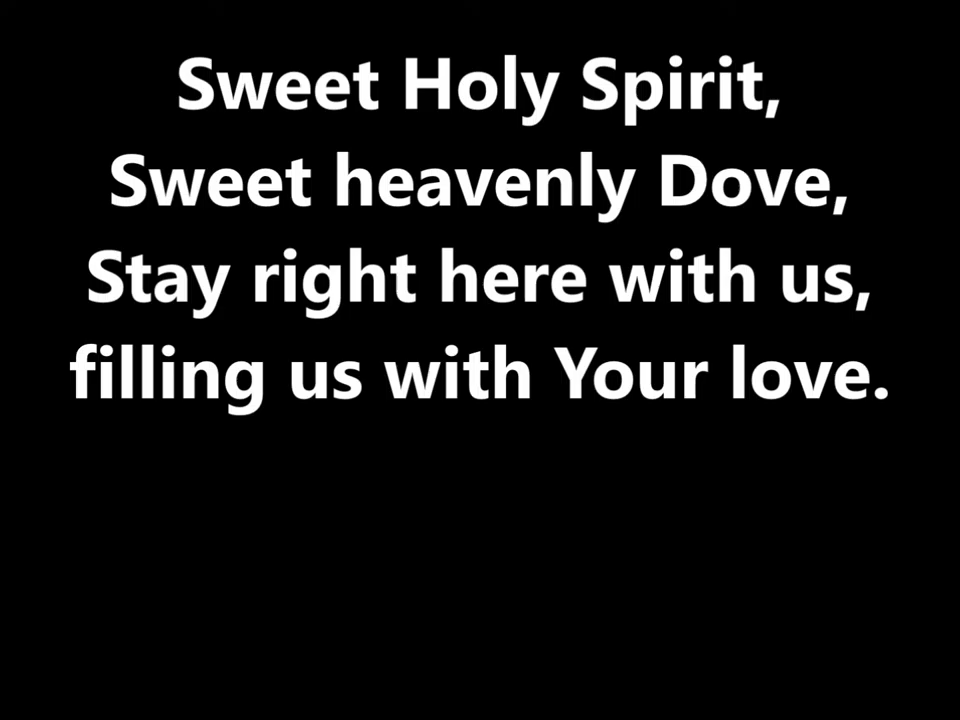 Sweet Holy Spirit,
Sweet heavenly Dove,
Stay right here with us,
filling us with Your love.